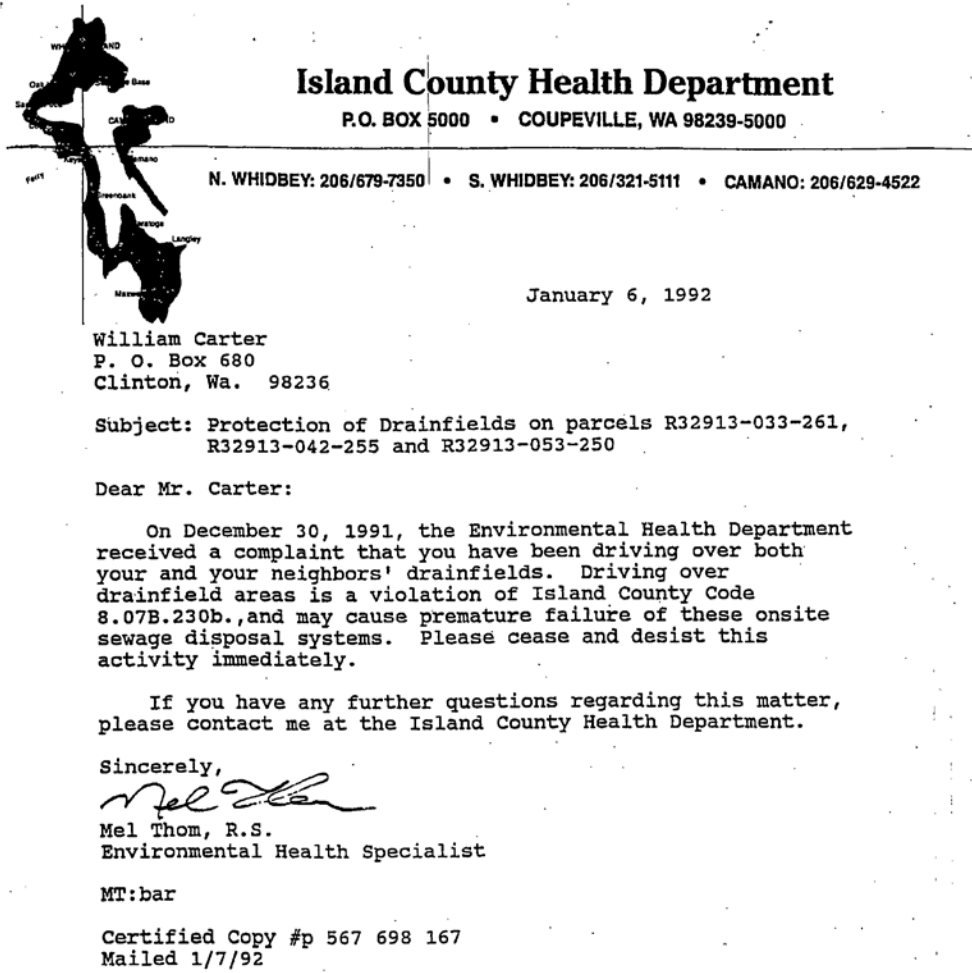 Island County Health Department
P.O. BOX 5000 • COUPEVILLE, WA 98239-5000
N. WHIDBEY: 206/679-7350 • S. WHIDBEY: 206/321-5111 • CAMANO: 206/629-4522
Ferry
Greenbank
Langley
January 6, 1992
William Carter
P. O. Box 680
Clinton, Wa. 98236
Subject: Protection of Drainfields on parcels R32913-033-261,
R32913-042-255 and R32913-053-250
Dear Mr. Carter:
On December 30, 1991, the Environmental Health Department
received a complaint that you have been driving over both
your and your neighbors' drainfields. Driving over
drainfield areas is a violation of Island County Code
8.07B.230b.,and may cause premature failure of these onsite
sewage disposal systems. Please cease and desist this
activity immediately.
If you have any further questions regarding this matter,
please contact me at the Island County Health Department.
Sincerely,
Mel Thom
Mel Thom, R.S.
Environmental Health Specialist
MT:bar
Certified Copy #p 567 698 167
Mailed 1/7/92